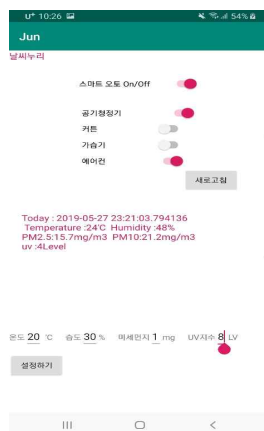 U+ 10:26 54%
Jun
날씨누리
스마트 오토 On/Off
공기청정기
커튼
가습기
에어컨
새로고침
Today : 2019-05-27 23:21:03.794136
Temperature :24℃ Humidity :48%
PM2.5:15.7mg/m3 PM10:21.2mg/m3
uv :4Level
온도 20 ℃ 습도 30 % 미세먼지 1 mg UV지수 8 LV
설정하기